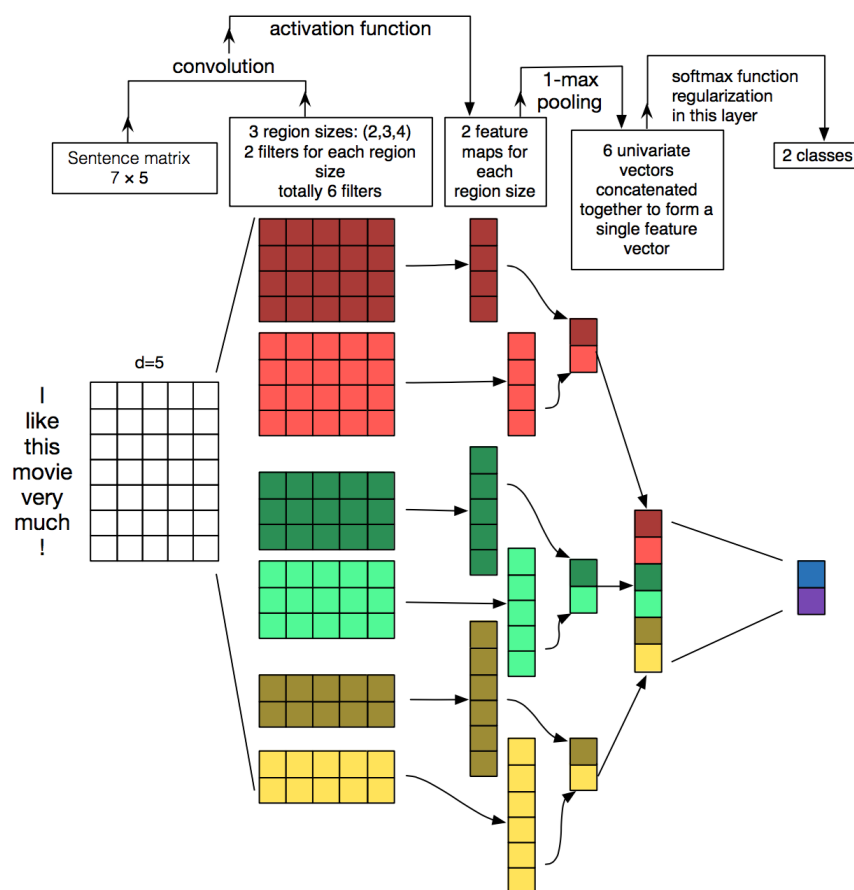 activation function
convolution
1-max
pooling
softmax function
regularization
in this layer
Sentence matrix
7 × 5
3 region sizes: (2,3,4)
2 filters for each region
size
totally 6 filters
2 feature
maps for
each
region size
6 univariate
vectors
concatenated
together to form a
single feature
vector
2 classes
d=5
I
like
this
movie
very
much
!